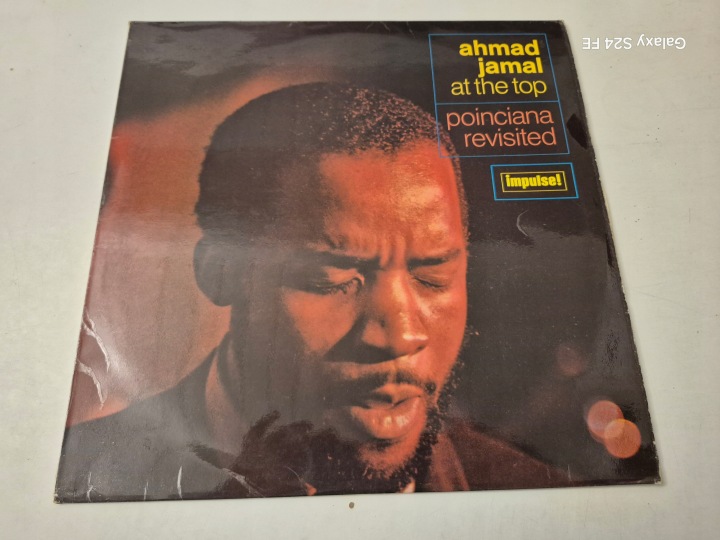 ahmad
jamal
at the top
poinciana
revisited
impulse!
Galaxy S24 FE